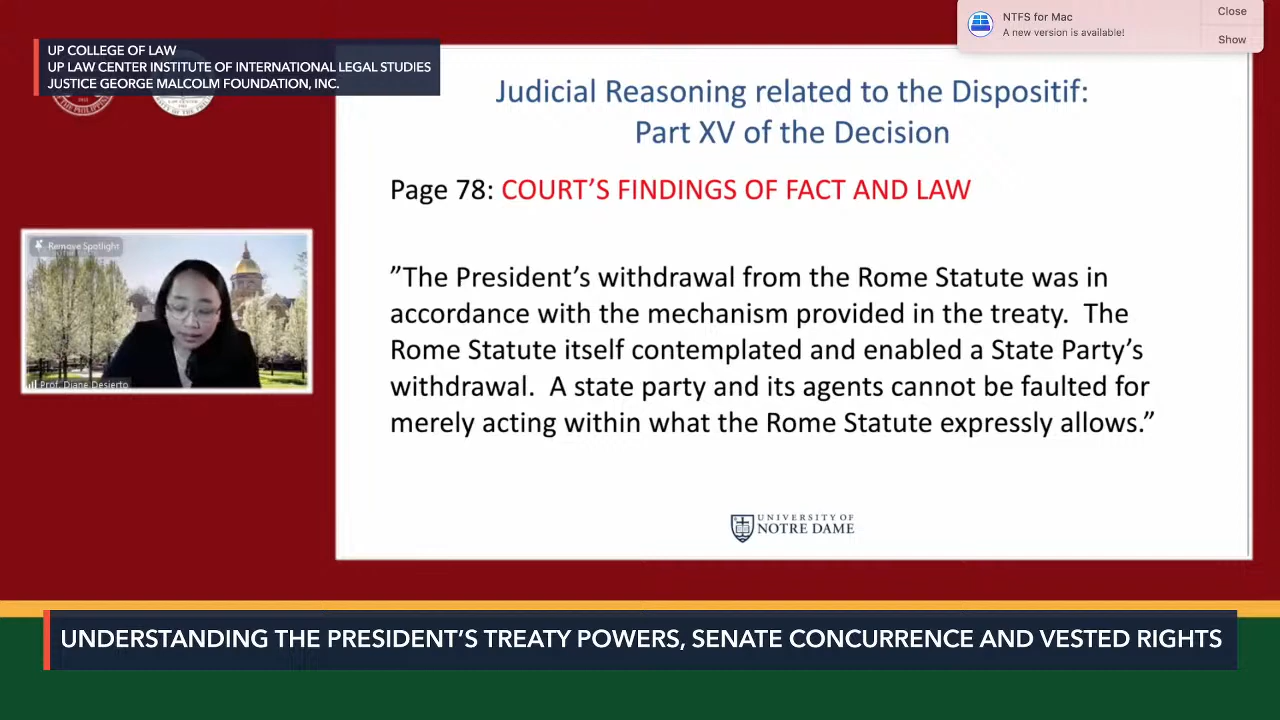 NTFS for Mac
A new version is available!
Close
Show
UP COLLEGE OF LAW
UP LAW CENTER INSTITUTE OF INTERNATIONAL LEGAL STUDIES
JUSTICE GEORGE MALCOLM FOUNDATION, INC.
Judicial Reasoning related to the Dispositif:
Part XV of the Decision
Page 78: COURT’S FINDINGS OF FACT AND LAW
”The President’s withdrawal from the Rome Statute was in
accordance with the mechanism provided in the treaty. The
Rome Statute itself contemplated and enabled a State Party’s
withdrawal. A state party and its agents cannot be faulted for
merely acting within what the Rome Statute expressly allows.”
Remove Spotlight
Prof. Diane Desierto
UNIVERSITY OF
NOTRE DAME
UNDERSTANDING THE PRESIDENT’S TREATY POWERS, SENATE CONCURRENCE AND VESTED RIGHTS